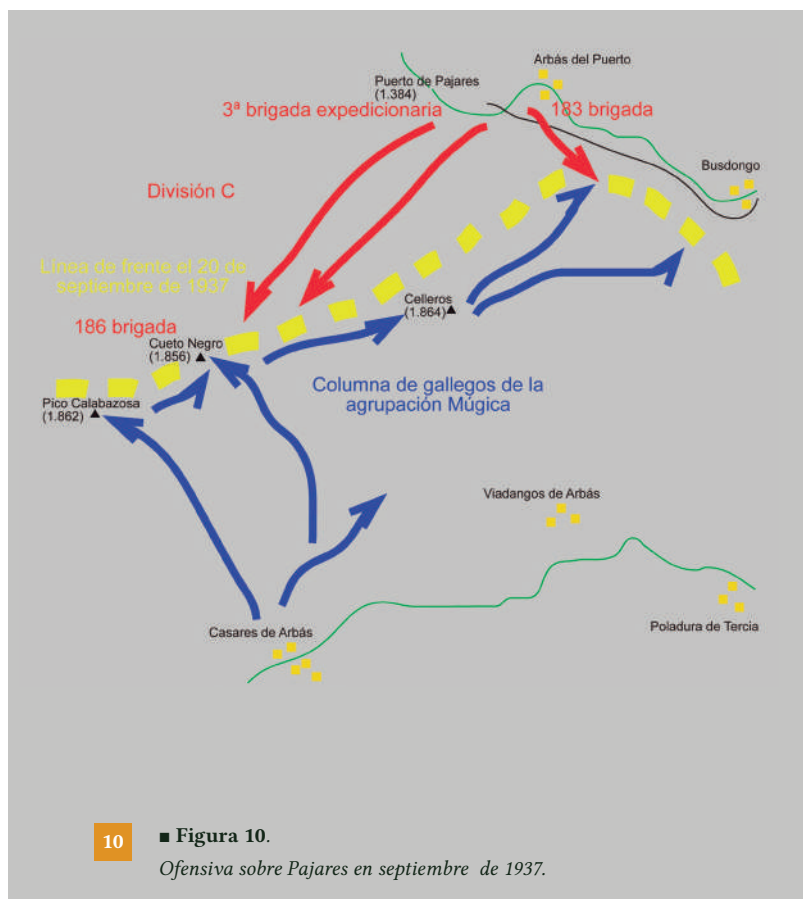 Arbás del Puerto
Puerto de Pajares
(1.384)
3ª brigada expedicionaria
183 brigada
Busdongo
División C
Línea de frente el 20 de
septiembre de 1937
Celleros
(1.864)
186 brigada
Cueto Negro
(1.856)
Columna de gallegos de la
agrupación Múgica
Pico Calabazosa
(1.862)
Viadangos de Arbás
Casares de Arbás
Poladura de Tercia
10
■ Figura 10.
Ofensiva sobre Pajares en septiembre de 1937.